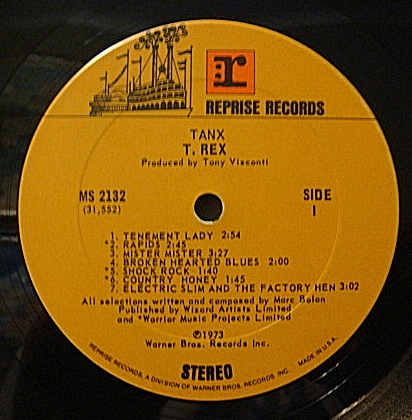 r
REPRISE RECORDS
TANX
T. REX
Produced by Tony Visconti
MS 2132
(31,552)
SIDE
1
1. TENEMENT LADY 2:54
*2. RAPIDS 2:45
3. MISTER MISTER 3:27
4. BROKEN HEARTED BLUES 2:00
*5. SHOCK ROCK 1:40
*6. COUNTRY HONEY 1:45
7. ELECTRIC SLIM AND THE FACTORY HEN 3:02
All selections written and composed by Marc Bolan
Published by Wizard Artists Limited
and *Warrior Music Projects Limited
℗1973
Warner Bros. Records Inc.
STEREO
REPRISE RECORDS, A DIVISION OF WARNER BROS. RECORDS INC. MADE IN U.S.A.